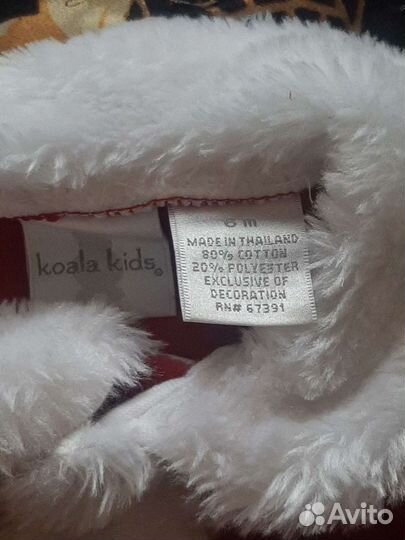 koala kids®
6 m
MADE IN THAILAND
80% COTTON
20% POLYESTER
EXCLUSIVE OF
DECORATION
RN# 67391
Avito